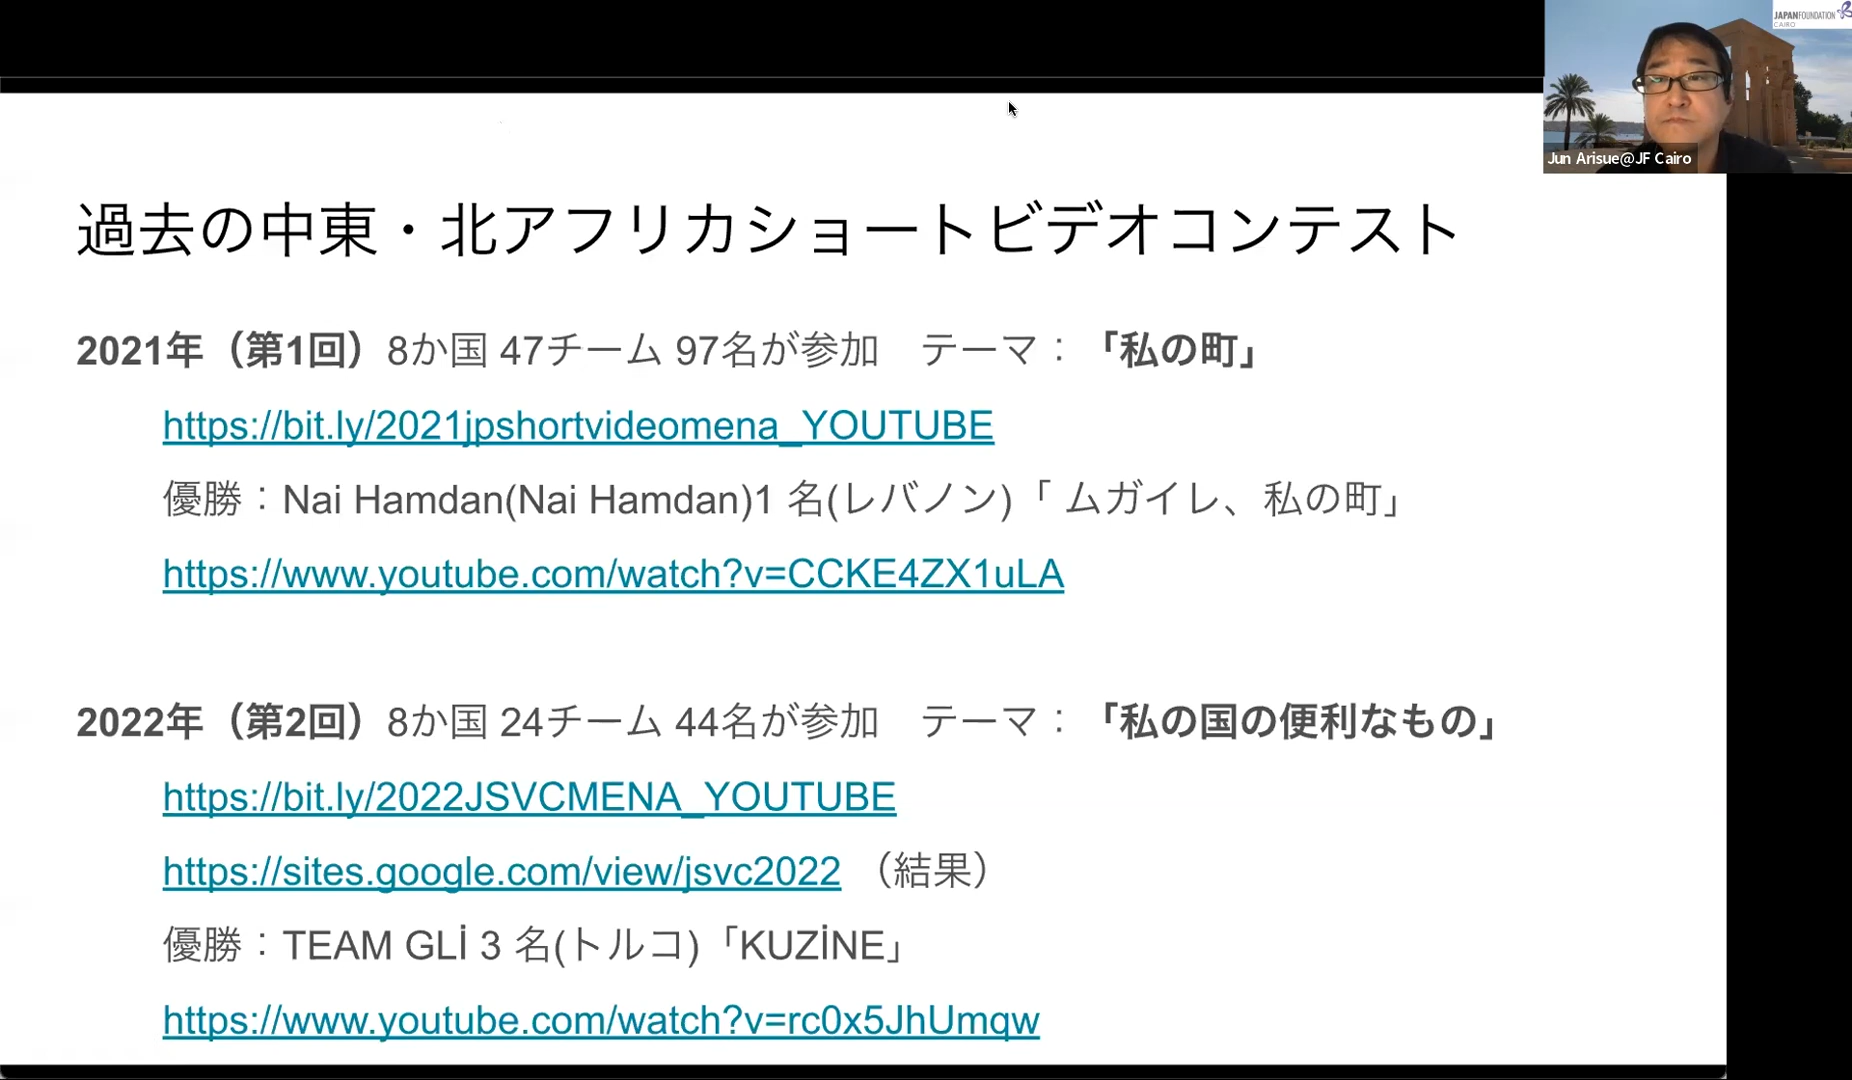 JAPANFOUNDATION
CAIRO
Jun Arisue@JF Cairo
過去の中東・北アフリカショートビデオコンテスト
2021年（第1回）8か国 47チーム 97名が参加　テーマ：「私の町」
https://bit.ly/2021jpshortvideomena_YOUTUBE
優勝：Nai Hamdan(Nai Hamdan)1 名(レバノン)「 ムガイレ、私の町」
https://www.youtube.com/watch?v=CCKE4ZX1uLA
2022年（第2回）8か国 24チーム 44名が参加　テーマ：「私の国の便利なもの」
https://bit.ly/2022JSVCMENA_YOUTUBE
https://sites.google.com/view/jsvc2022 （結果）
優勝：TEAM GLİ 3 名(トルコ)「KUZİNE」
https://www.youtube.com/watch?v=rc0x5JhUmqw